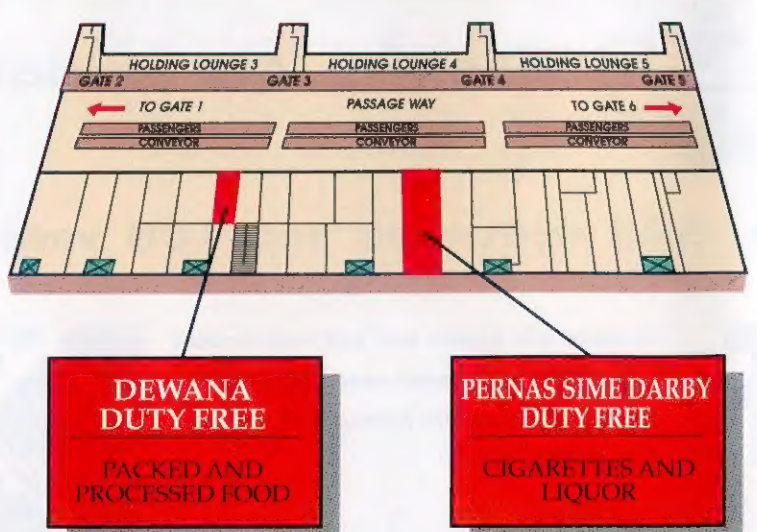 HOLDING LOUNGE 3 HOLDING LOUNGE 4 HOLDING LOUNGE 5
GATE 2 GATE 3 GATE 4 GATE 5
TO GATE 1 PASSAGE WAY TO GATE 6
PASSENGERS PASSENGERS PASSENGERS
CONVEYOR CONVEYOR CONVEYOR
DEWANA
DUTY FREE
PACKED AND
PROCESSED FOOD
PERNAS SIME DARBY
DUTY FREE
CIGARETTES AND
LIQUOR